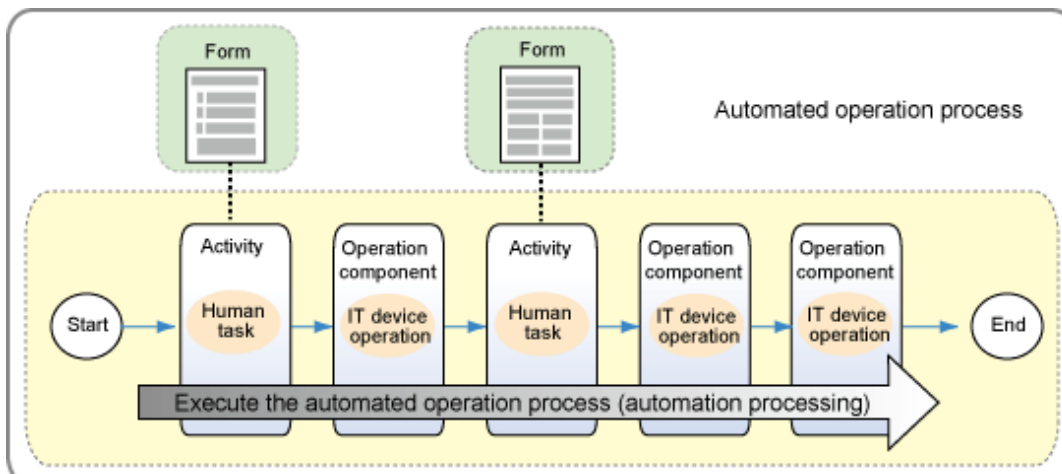 Form
Form
Automated operation process
Activity
Operation
component
Activity
Operation
component
Operation
component
Start
Human
task
IT device
operation
Human
task
IT device
operation
IT device
operation
End
Execute the automated operation process (automation processing)